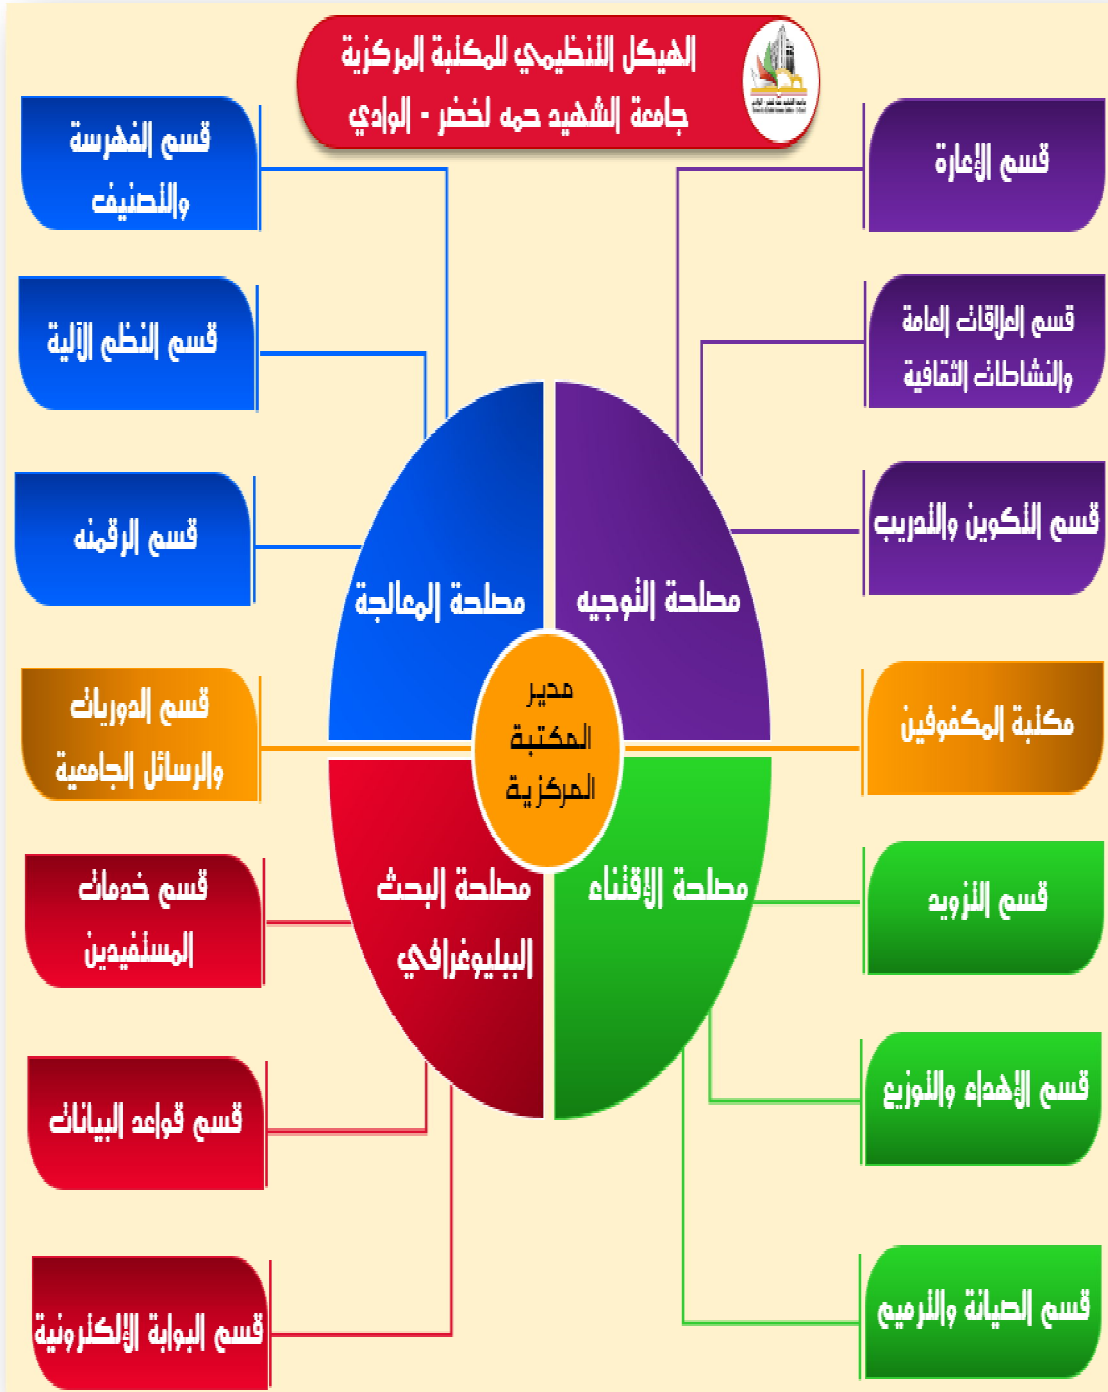 الهيكل التنظيمي للمكتبة المركزية
جامعة الشهيد حمه لخضر - الوادي
قسم الإعارة
قسم العلاقات العامة
والنشاطات الثقافية
قسم التكوين والتدريب
مكتبة المكفوفين
قسم التزويد
قسم الإهداء والتوزيع
قسم الصيانة والترميم
مصلحة التوجيه
مصلحة المعالجة
مدير
المكتبة
المركزية
مصلحة الإقتناء
مصلحة البحث
الببليوغرافي
قسم الفهرسة
والتصنيف
قسم النظم الآلية
قسم الرقمنه
قسم الدوريات
والرسائل الجامعية
قسم خدمات
المستفيدين
قسم قواعد البيانات
قسم البوابة الإلكترونية